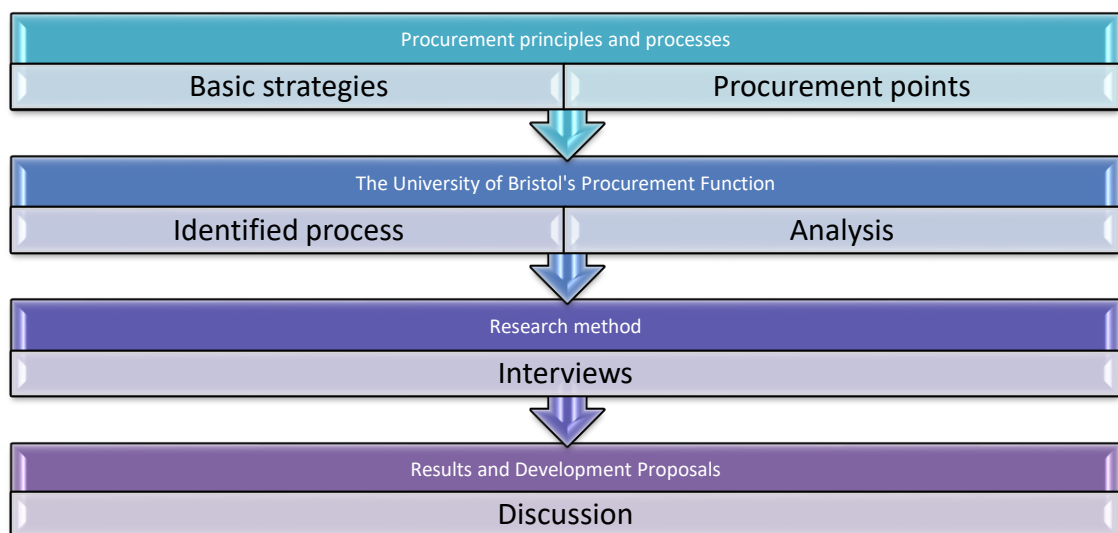 Procurement principles and processes
Basic strategies
Procurement points
The University of Bristol's Procurement Function
Identified process
Analysis
Research method
Interviews
Results and Development Proposals
Discussion